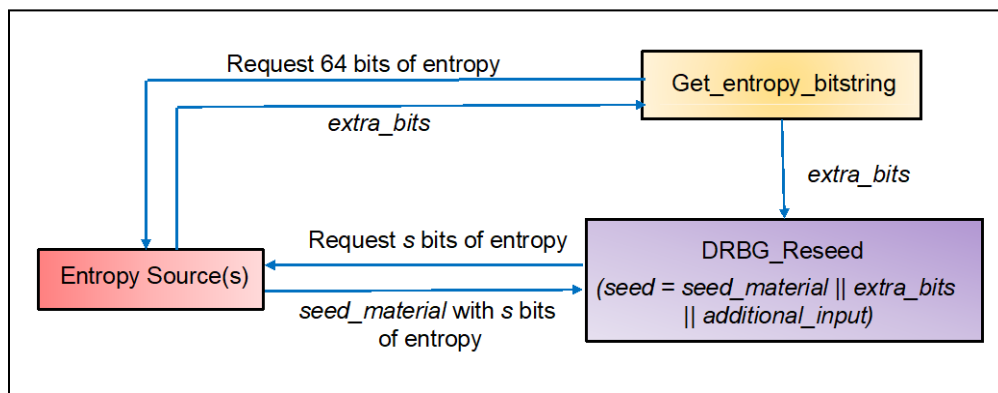 Request 64 bits of entropy
Get_entropy_bitstring
extra_bits
extra_bits
Request s bits of entropy
Entropy Source(s)
seed_material with s bits
of entropy
DRBG_Reseed
(seed = seed_material || extra_bits
|| additional_input)